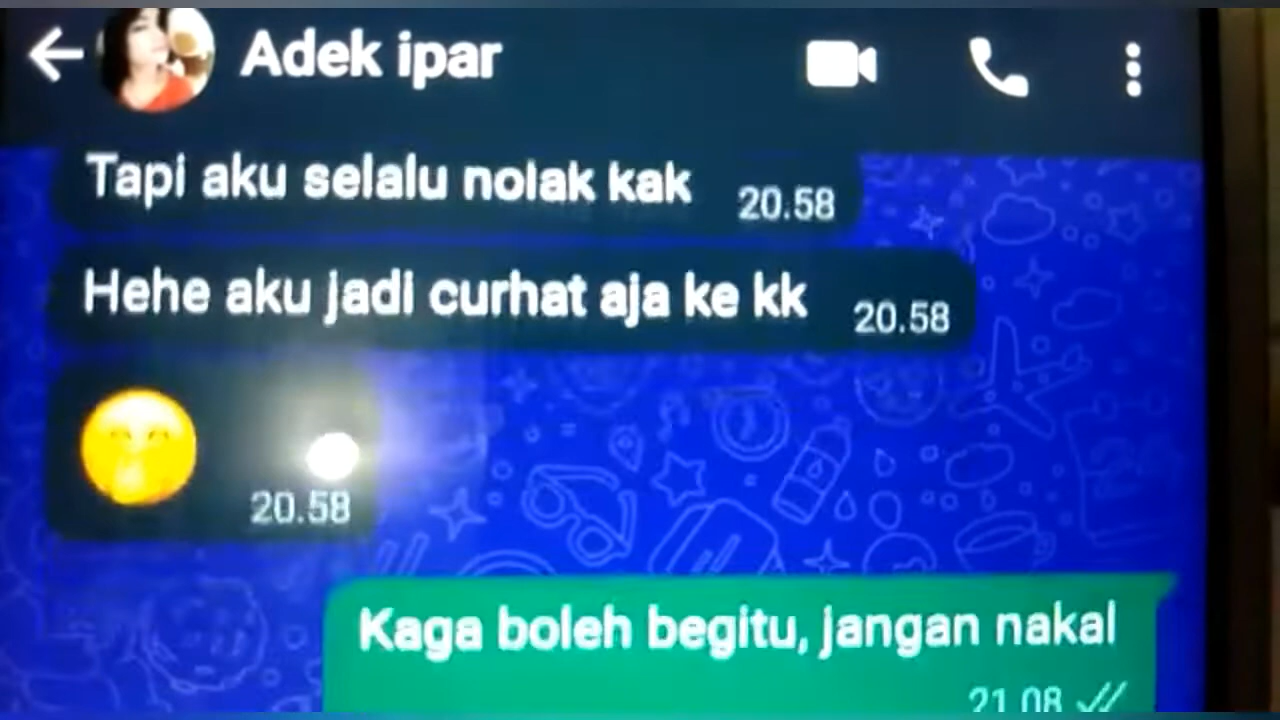 Adek ipar
Tapi aku selalu nolak kak
20.58
Hehe aku jadi curhat aja ke kk
20.58
20.58
Kaga boleh begitu, jangan nakal
21.08